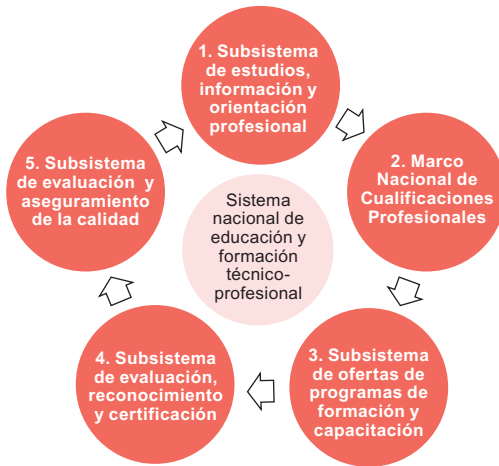 1. Subsistema
de estudios,
información y
orientación
profesional
2. Marco
Nacional de
Cualificaciones
Profesionales
3. Subsistema
de ofertas de
programas de
formación y
capacitación
4. Subsistema
de evaluación,
reconocimiento
y certificación
5. Subsistema
de evaluación y
aseguramiento
de la calidad
Sistema
nacional de
educación y
formación
técnico-
profesional